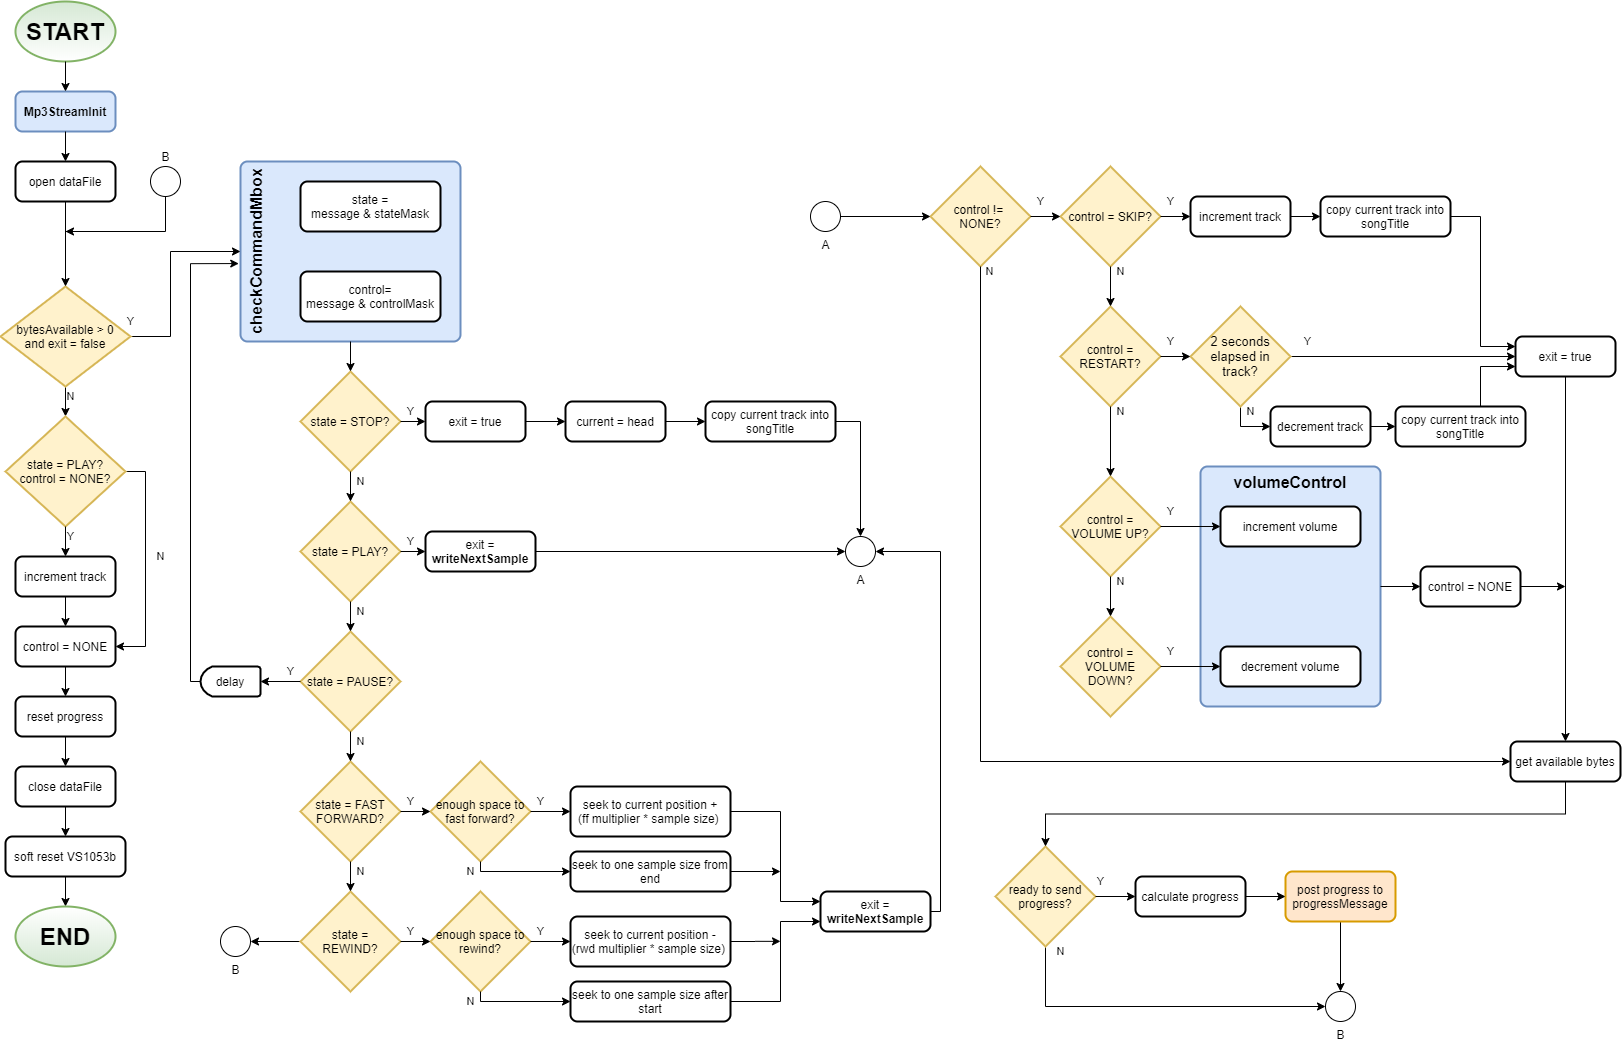 START
Mp3StreamInit
open dataFile
B
bytesAvailable > 0
and exit = false
Y
N
state = PLAY?
control = NONE?
Y
N
increment track
control = NONE
reset progress
close dataFile
soft reset VS1053b
END
checkCommandMbox
state =
message & stateMask
control=
message & controlMask
state = STOP?
Y
exit = true
current = head
copy current track into
songTitle
N
state = PLAY?
Y
exit =
writeNextSample
A
N
state = PAUSE?
Y
delay
N
state = FAST
FORWARD?
Y
enough space to
fast forward?
Y
seek to current position +
(ff multiplier * sample size)
N
seek to one sample size from
end
N
state =
REWIND?
B
Y
enough space to
rewind?
Y
seek to current position -
(rwd multiplier * sample size)
N
seek to one sample size after
start
exit =
writeNextSample
A
control !=
NONE?
Y
N
control = SKIP?
Y
increment track
copy current track into
songTitle
N
control =
RESTART?
Y
2 seconds
elapsed in
track?
Y
exit = true
N
decrement track
copy current track into
songTitle
N
control =
VOLUME UP?
Y
volumeControl
increment volume
N
control =
VOLUME
DOWN?
Y
decrement volume
control = NONE
get available bytes
ready to send
progress?
Y
calculate progress
post progress to
progressMessage
N
B